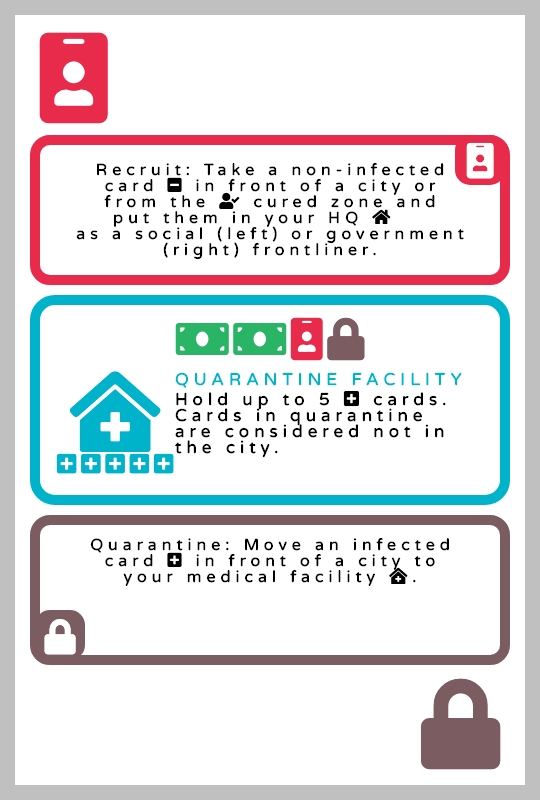 Recruit: Take a non-infected
card in front of a city or
from the cured zone and
put them in your HQ
as a social (left) or government
(right) frontliner.
QUARANTINE FACILITY
Hold up to 5 cards.
Cards in quarantine
are considered not in
the city.
Quarantine: Move an infected
card in front of a city to
your medical facility .